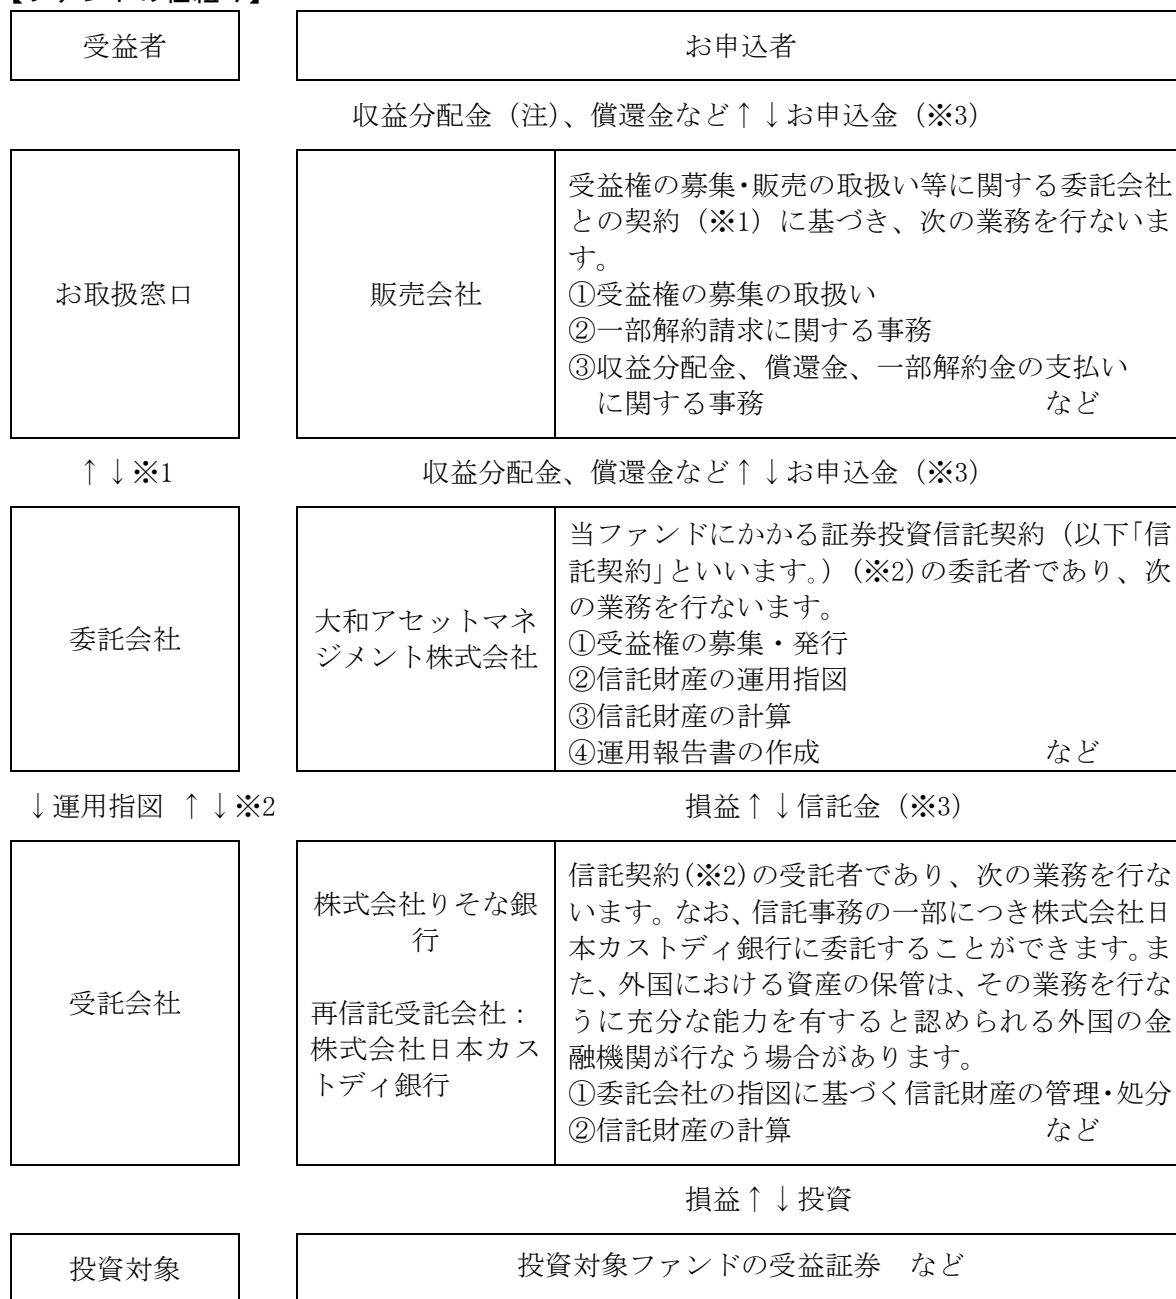 受益者
お申込者
収益分配金（注）、償還金など↑↓お申込金（※3）
お取扱窓口
販売会社
受益権の募集・販売の取扱い等に関する委託会社
との契約（※1）に基づき、次の業務を行ないま
す。
①受益権の募集の取扱い
②一部解約請求に関する事務
③収益分配金、償還金、一部解約金の支払い
に関する事務　など
↑↓※1
収益分配金、償還金など↑↓お申込金（※3）
委託会社
大和アセットマネ
ジメント株式会社
当ファンドにかかる証券投資信託契約（以下「信
託契約」といいます。）（※2）の委託者であり、次
の業務を行ないます。
①受益権の募集・発行
②信託財産の運用指図
③信託財産の計算
④運用報告書の作成　など
↓運用指図 ↑↓※2
損益↑↓信託金（※3）
受託会社
株式会社りそな銀
行
再信託受託会社：
株式会社日本カス
トディ銀行
信託契約（※2）の受託者であり、次の業務を行な
います。なお、信託事務の一部につき株式会社日
本カストディ銀行に委託することができます。ま
た、外国における資産の保管は、その業務を行な
うに充分な能力を有すると認められる外国の金
融機関が行なう場合があります。
①委託会社の指図に基づく信託財産の管理・処分
②信託財産の計算　など
損益↑↓投資
投資対象
投資対象ファンドの受益証券　など